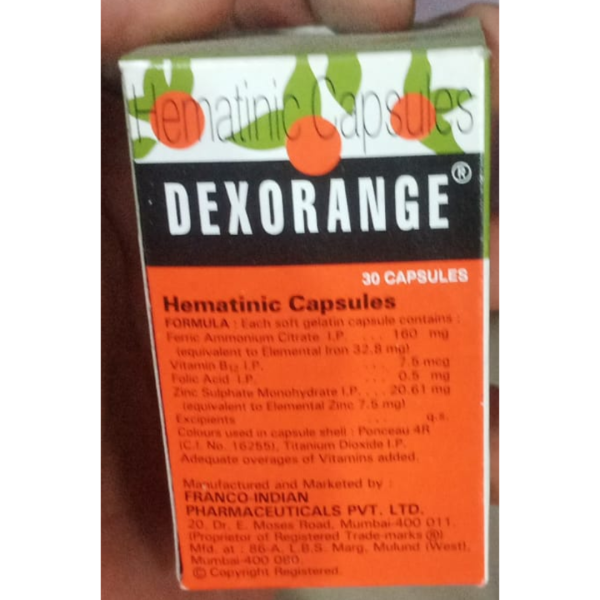 Hematinic Capsules
DEXORANGE®
30 CAPSULES
Hematinic Capsules
FORMULA : Each soft gelatin capsule contains :
Ferric Ammonium Citrate I.P. .... 160 mg
(equivalent to Elemental Iron 32.8 mg)
Vitamin B12 I.P. .... 7.5 mcg
Folic Acid I.P. .... 0.5 mg
Zinc Sulphate Monohydrate I.P. ... 20.61 mg
(equivalent to Elemental Zinc 7.5 mg)
Excipients .... q.s.
Colours used in capsule shell : Ponceau 4R
(C.I. No. 16255), Titanium Dioxide I.P.
Adequate overages of Vitamins added.
Manufactured and Marketed by :
FRANCO-INDIAN
PHARMACEUTICALS PVT. LTD.
20, Dr. E. Moses Road, Mumbai-400 011.
(Proprietor of Registered Trade-marks ®)
Mfd. at : 86-A, L.B.S. Marg, Mulund (West),
Mumbai-400 080.
© Copyright Registered.